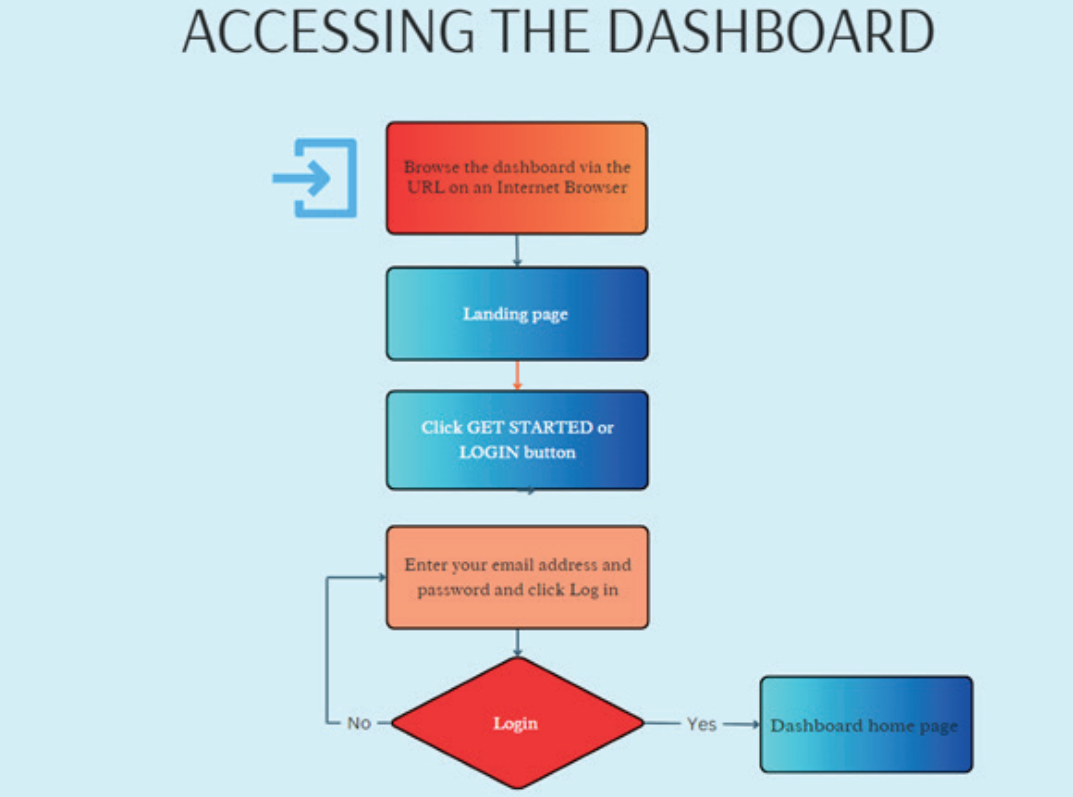 ACCESSING THE DASHBOARD
Browse the dashboard via the
URL on an Internet Browser
Landing page
Click GET STARTED or
LOGIN button
Enter your email address and
password and click Log in
No
Login
Yes
Dashboard home page